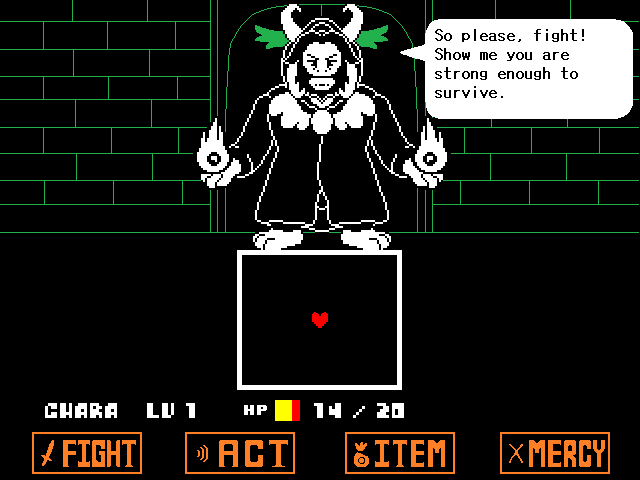 So please, fight!
Show me you are
strong enough to
survive.
CHARA LV 1 HP 14 / 20
FIGHT ACT ITEM MERCY